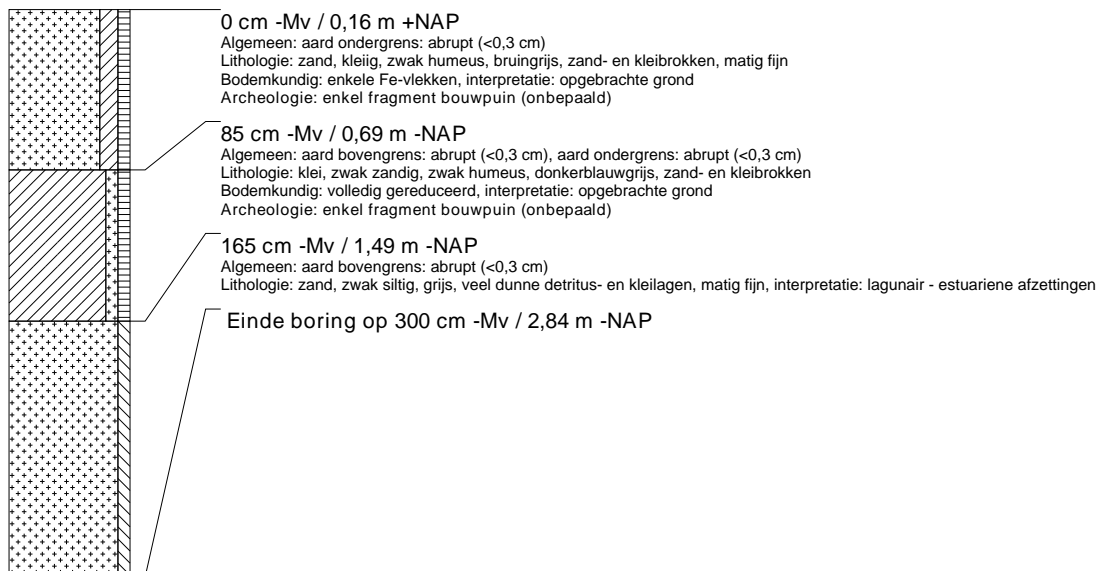 0 cm -Mv / 0,16 m +NAP
Algemeen: aard ondergrens: abrupt (<0,3 cm)
Lithologie: zand, kleiig, zwak humeus, bruingrijs, zand- en kleibrokken, matig fijn
Bodemkundig: enkele Fe-vlekken, interpretatie: opgebrachte grond
Archeologie: enkel fragment bouwpuin (onbepaald)
85 cm -Mv / 0,69 m -NAP
Algemeen: aard bovengrens: abrupt (<0,3 cm), aard ondergrens: abrupt (<0,3 cm)
Lithologie: klei, zwak zandig, zwak humeus, donkerblauwgrijs, zand- en kleibrokken
Bodemkundig: volledig gereduceerd, interpretatie: opgebrachte grond
Archeologie: enkel fragment bouwpuin (onbepaald)
165 cm -Mv / 1,49 m -NAP
Algemeen: aard bovengrens: abrupt (<0,3 cm)
Lithologie: zand, zwak siltig, grijs, veel dunne detritus- en kleilagen, matig fijn, interpretatie: lagunair - estuariene afzettingen
Einde boring op 300 cm -Mv / 2,84 m -NAP